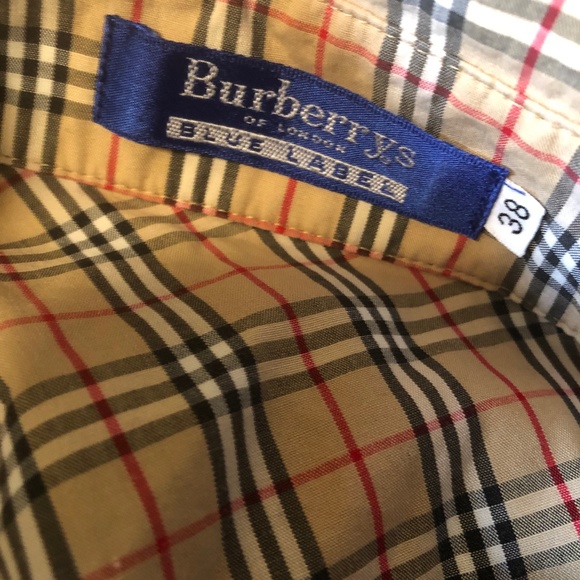 Burberrys
OF LONDON
BLUE LABEL
38